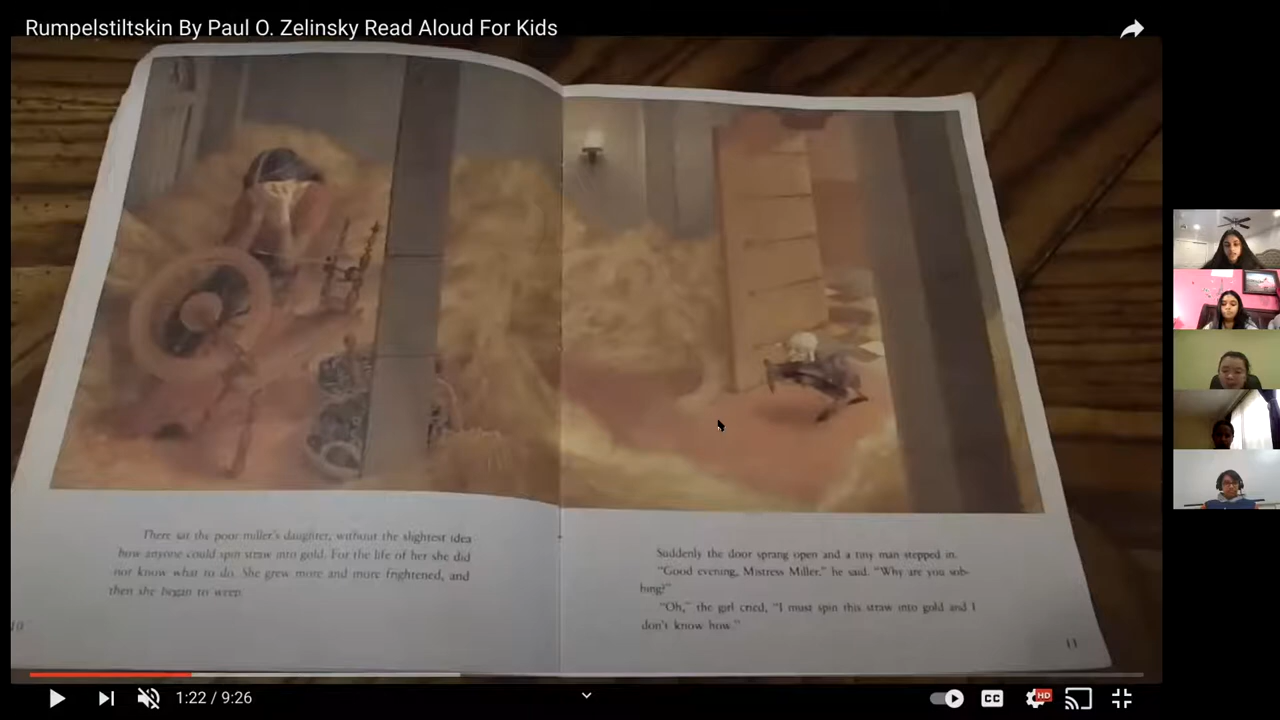 Rumpelstiltskin By Paul O. Zelinsky Read Aloud For Kids
There sat the poor miller's daughter, without the slightest idea
how anyone could spin straw into gold. For the life of her she did
not know what to do. She grew more and more frightened, and
then she began to weep.
10
Suddenly the door sprang open and a tiny man stepped in.
"Good evening, Mistress Miller," he said. "Why are you sob-
bing?"
"Oh," the girl cried, "I must spin this straw into gold and I
don't know how."
11
1:22 / 9:26
CC
HD